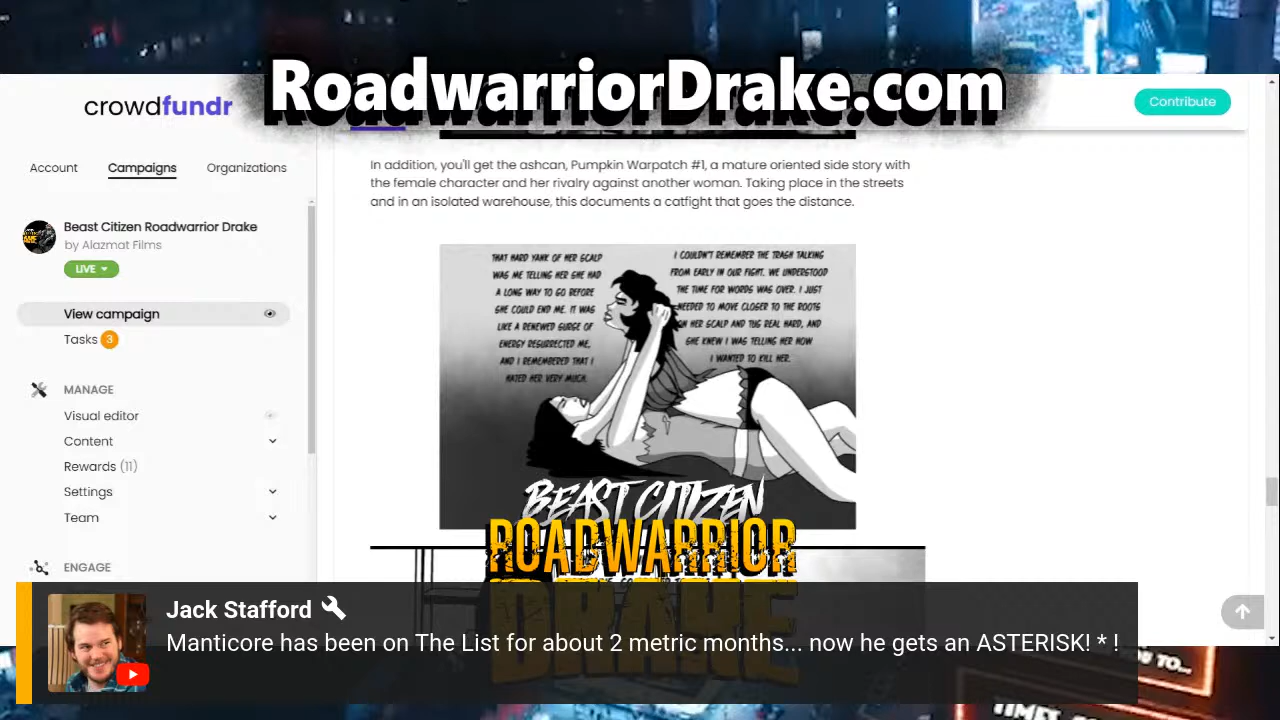 RoadwarriorDrake.com
crowdfundr
Contribute
Account
Campaigns
Organizations
Beast Citizen Roadwarrior Drake
by Alazmat Films
LIVE
View campaign
Tasks 3
MANAGE
Visual editor
Content
Rewards (11)
Settings
Team
ENGAGE
In addition, you'll get the ashcan, Pumpkin Warpatch #1, a mature oriented side story with
the female character and her rivalry against another woman. Taking place in the streets
and in an isolated warehouse, this documents a catfight that goes the distance.
THAT HARD YANK OF HER SCALP
WAS ME TELLING HER SHE HAD
A LONG WAY TO GO BEFORE
SHE COULD END ME. IT WAS
LIKE A RENEWED SURGE OF
ENERGY RESURRECTED ME,
AND I REMEMBERED THAT I
HATED HER VERY MUCH.
I COULDN'T REMEMBER THE TRASH TALKING
FROM EARLY IN OUR FIGHT. WE UNDERSTOOD
THE TIME FOR WORDS WAS OVER. I JUST
NEEDED TO MOVE CLOSER TO THE ROOTS
ON HER SCALP AND TUG REAL HARD, AND
SHE KNEW I WAS TELLING HER HOW
I WANTED TO KILL HER.
BEAST CITIZEN
ROADWARRIOR
DRAKE
Jack Stafford
Manticore has been on The List for about 2 metric months... now he gets an ASTERISK! * !
TO...